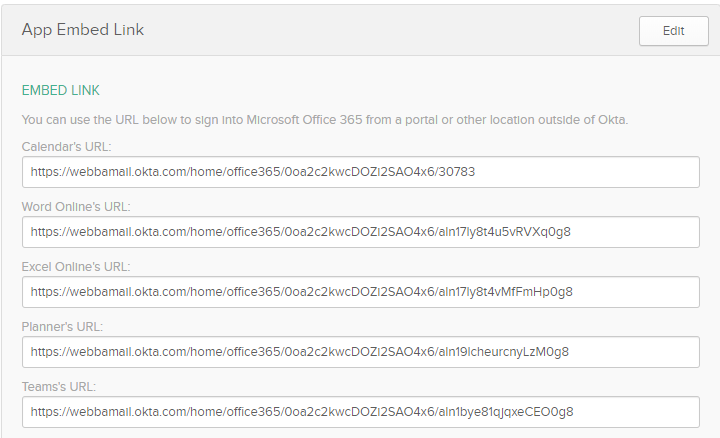 App Embed Link
Edit
EMBED LINK
You can use the URL below to sign into Microsoft Office 365 from a portal or other location outside of Okta.
Calendar's URL:
https://webbamail.okta.com/home/office365/0oa2c2kwcDOZI2SAO4x6/30783
Word Online's URL:
https://webbamail.okta.com/home/office365/0oa2c2kwcDOZI2SAO4x6/aln17ly8t4u5vRVXq0g8
Excel Online's URL:
https://webbamail.okta.com/home/office365/0oa2c2kwcDOZI2SAO4x6/aln17ly8t4vMfFmHp0g8
Planner's URL:
https://webbamail.okta.com/home/office365/0oa2c2kwcDOZI2SAO4x6/aln19lcheurcnyLzM0g8
Teams's URL:
https://webbamail.okta.com/home/office365/0oa2c2kwcDOZI2SAO4x6/aln1bye81qjqxeCEO0g8